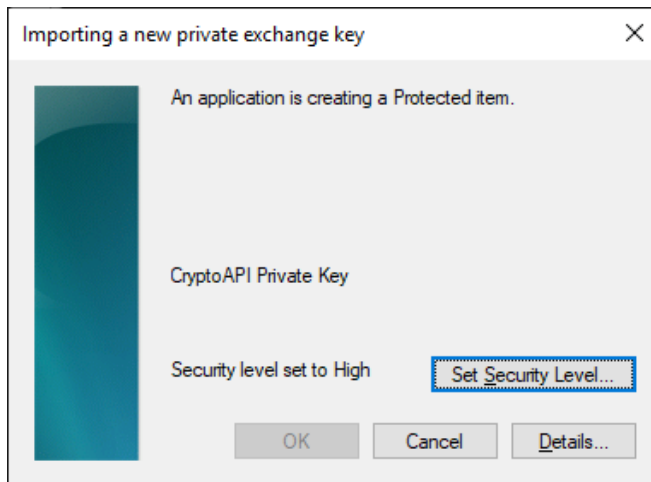 Importing a new private exchange key
An application is creating a Protected item.
CryptoAPI Private Key
Security level set to High
Set Security Level...
OK
Cancel
Details...